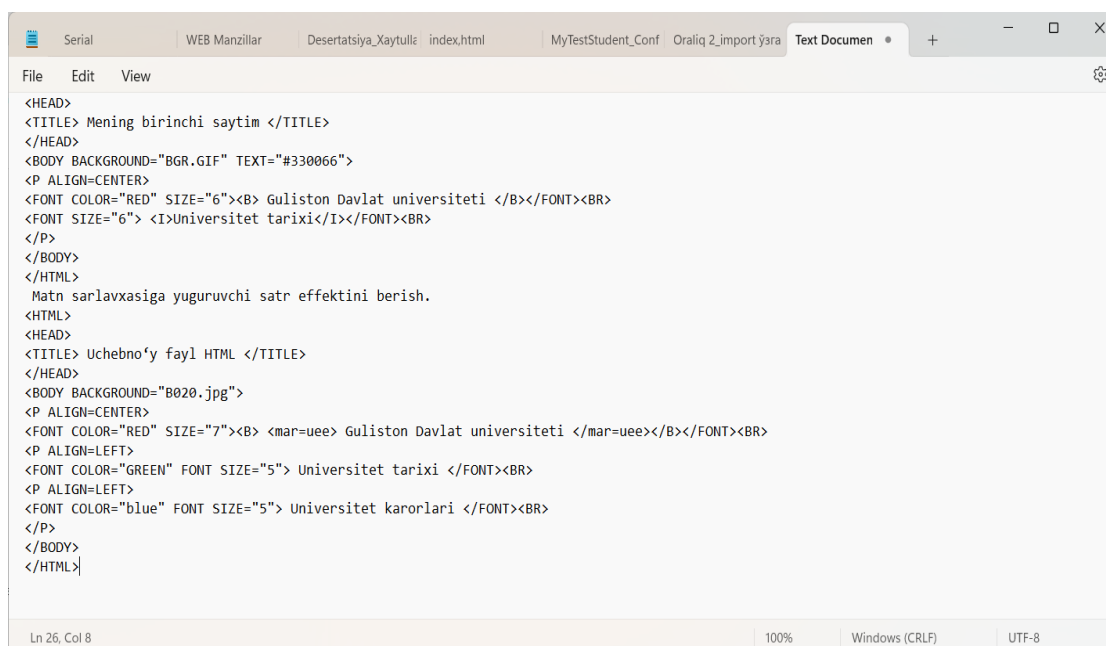 Serial WEB Manzillar Desertatsiya_Xaytulla index,html MyTestStudent_Conf Oraliq 2_import ўзга Text Documen
File Edit View
<HEAD>
<TITLE> Mening birinchi saytim </TITLE>
</HEAD>
<BODY BACKGROUND="BGR.GIF" TEXT="#330066">
<P ALIGN=CENTER>
<FONT COLOR="RED" SIZE="6"><B> Guliston Davlat universiteti </B></FONT><BR>
<FONT SIZE="6"> <I>Universitet tarixi</I></FONT><BR>
</P>
</BODY>
</HTML>
Matn sarlavxasiga yuguruvchi satr effektini berish.
<HTML>
<HEAD>
<TITLE> Uchebno‘y fayl HTML </TITLE>
</HEAD>
<BODY BACKGROUND="B020.jpg">
<P ALIGN=CENTER>
<FONT COLOR="RED" SIZE="7"><B> <mar=uee> Guliston Davlat universiteti </mar=uee></B></FONT><BR>
<P ALIGN=LEFT>
<FONT COLOR="GREEN" FONT SIZE="5"> Universitet tarixi </FONT><BR>
<P ALIGN=LEFT>
<FONT COLOR="blue" FONT SIZE="5"> Universitet karorlari </FONT><BR>
</P>
</BODY>
</HTML>
Ln 26, Col 8 100% Windows (CRLF) UTF-8